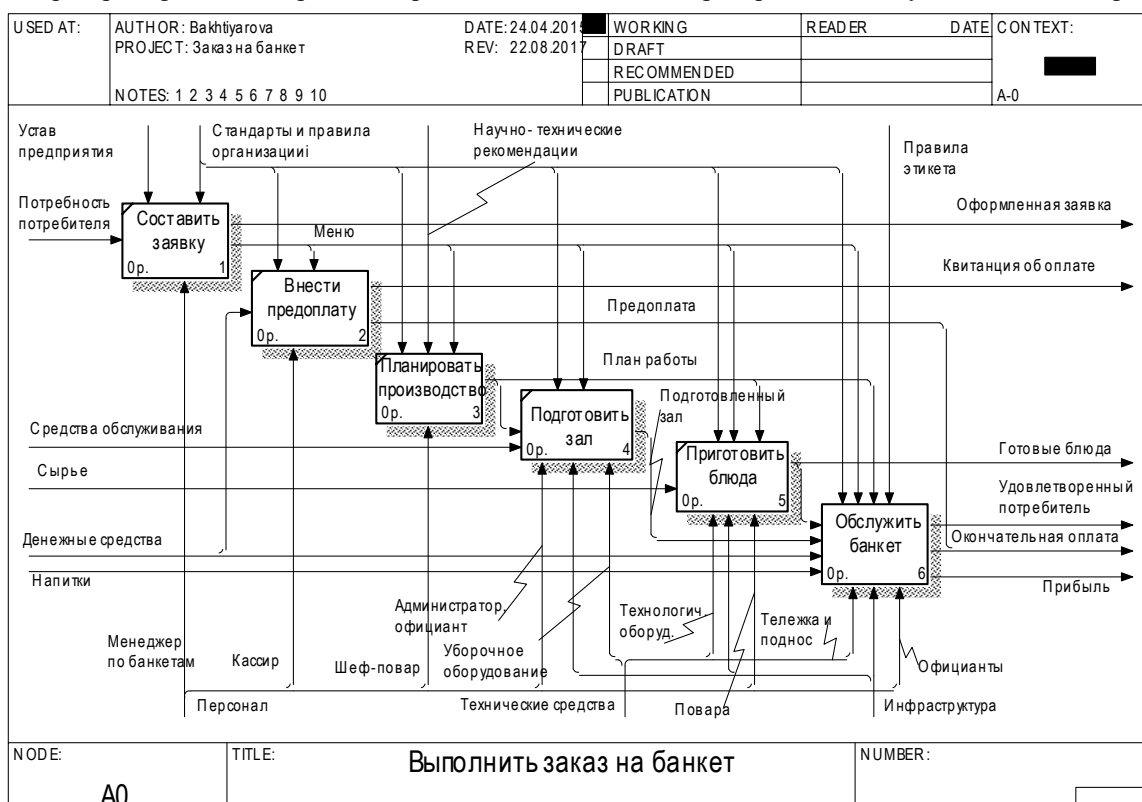 USED AT:
AUTHOR: Bakhtiyarova
DATE: 24.04.2015
WORKING
READER
DATE
CONTEXT:
PROJECT: Заказ на банкет
REV: 22.08.2017
DRAFT
RECOMMENDED
NOTES: 1 2 3 4 5 6 7 8 9 10
PUBLICATION
A-0
Устав
предприятия
Стандарты и правила
организацииі
Научно- технические
рекомендации
Правила
этикета
Потребность
потребителя
Составить
заявку
0р.
1
Оформленная заявка
Меню
Внести
предоплату
0р.
2
Квитанция об оплате
Предоплата
Планировать
производство
0р.
3
План работы
Подготовить
зал
0р.
4
Подготовленный
зал
Средства обслуживания
Сырье
Приготовить
блюда
0р.
5
Готовые блюда
Удовлетворенный
потребитель
Обслужить
банкет
0р.
6
Окончательная оплата
Прибыль
Денежные средства
Напитки
Администратор,
официант
Технологич.
оборуд.
Тележка и
поднос
Менеджер
по банкетам
Кассир
Шеф-повар
Уборочное
оборудование
Официанты
Персонал
Технические средства
Повара
Инфраструктура
NODE:
TITLE:
Выполнить заказ на банкет
NUMBER:
A0